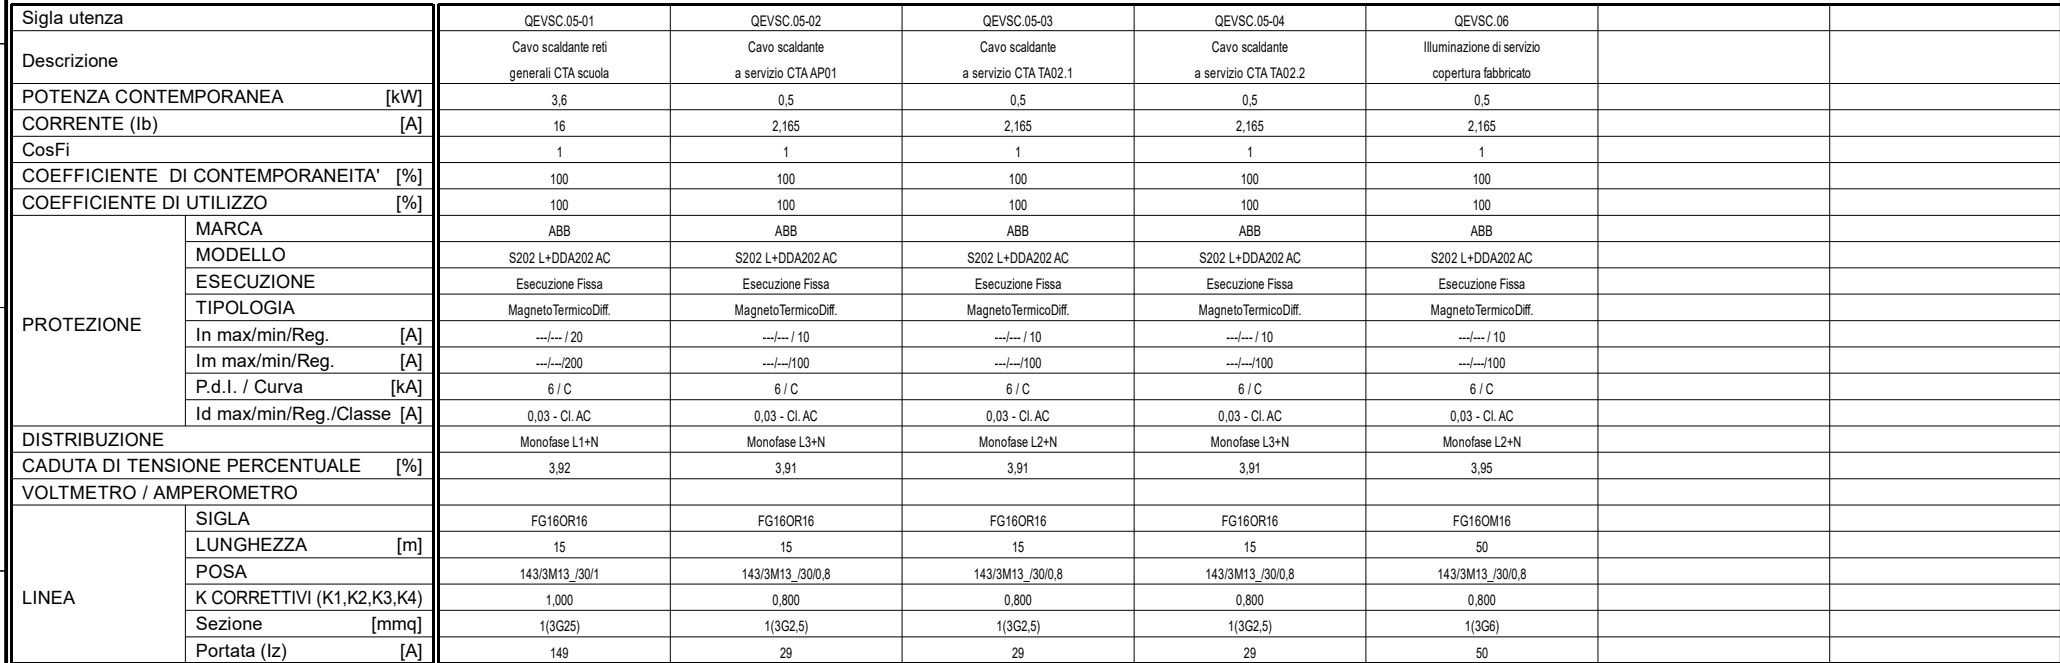 Sigla utenza QEVSC.05-01 QEVSC.05-02 QEVSC.05-03 QEVSC.05-04 QEVSC.06
Descrizione Cavo scaldante reti Cavo scaldante Cavo scaldante Cavo scaldante Illuminazione di servizio
generali CTA scuola a servizio CTA AP01 a servizio CTA TA02.1 a servizio CTA TA02.2 copertura fabbricato
POTENZA CONTEMPORANEA [kW] 3,6 0,5 0,5 0,5 0,5
CORRENTE (Ib) [A] 16 2,165 2,165 2,165 2,165
CosFi 1 1 1 1 1
COEFFICIENTE DI CONTEMPORANEITA' [%] 100 100 100 100 100
COEFFICIENTE DI UTILIZZO [%] 100 100 100 100 100
PROTEZIONE
MARCA ABB ABB ABB ABB ABB
MODELLO S202 L+DDA202 AC S202 L+DDA202 AC S202 L+DDA202 AC S202 L+DDA202 AC S202 L+DDA202 AC
ESECUZIONE Esecuzione Fissa Esecuzione Fissa Esecuzione Fissa Esecuzione Fissa Esecuzione Fissa
TIPOLOGIA MagnetoTermicoDiff. MagnetoTermicoDiff. MagnetoTermicoDiff. MagnetoTermicoDiff. MagnetoTermicoDiff.
In max/min/Reg. [A] ---/--- / 20 ---/--- / 10 ---/--- / 10 ---/--- / 10 ---/--- / 10
Im max/min/Reg. [A] ---/---/200 ---/---/100 ---/---/100 ---/---/100 ---/---/100
P.d.I. / Curva [kA] 6 / C 6 / C 6 / C 6 / C 6 / C
Id max/min/Reg./Classe [A] 0,03 - Cl. AC 0,03 - Cl. AC 0,03 - Cl. AC 0,03 - Cl. AC 0,03 - Cl. AC
DISTRIBUZIONE Monofase L1+N Monofase L3+N Monofase L2+N Monofase L3+N Monofase L2+N
CADUTA DI TENSIONE PERCENTUALE [%] 3,92 3,91 3,91 3,91 3,95
VOLTMETRO / AMPEROMETRO
LINEA
SIGLA FG16OR16 FG16OR16 FG16OR16 FG16OR16 FG16OM16
LUNGHEZZA [m] 15 15 15 15 50
POSA 143/3M13_/30/1 143/3M13_/30/0,8 143/3M13_/30/0,8 143/3M13_/30/0,8 143/3M13_/30/0,8
K CORRETTIVI (K1,K2,K3,K4) 1,000 0,800 0,800 0,800 0,800
Sezione [mmq] 1(3G25) 1(3G2,5) 1(3G2,5) 1(3G2,5) 1(3G6)
Portata (Iz) [A] 149 29 29 29 50